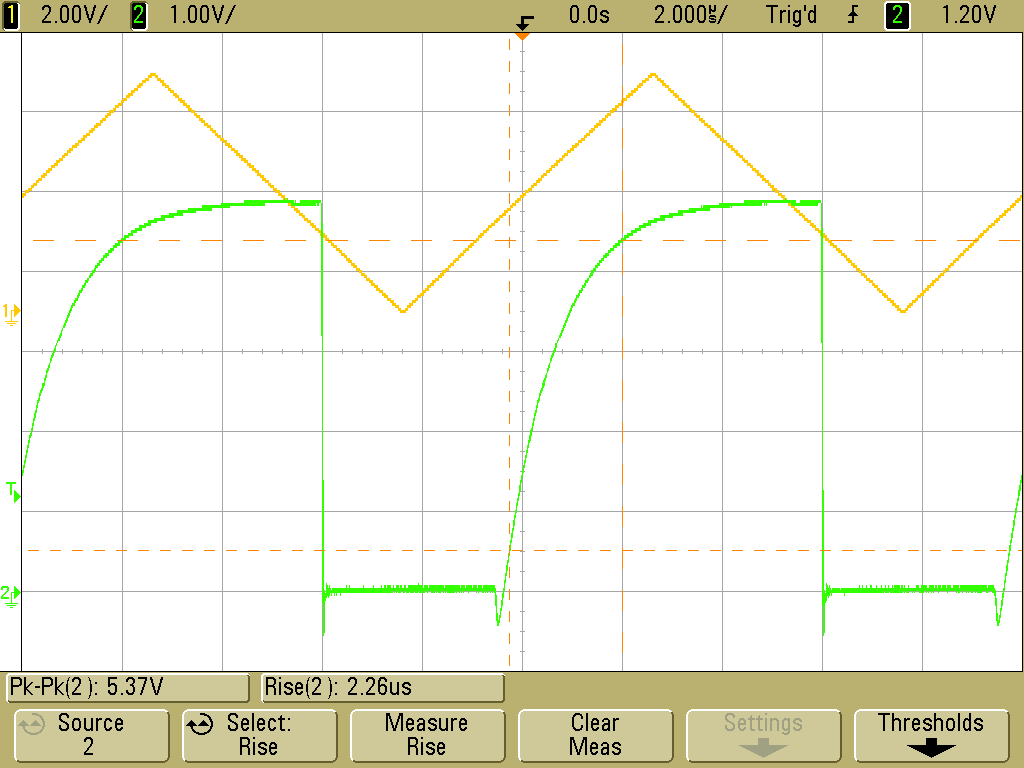 1 2.00V/ 2 1.00V/ 0.0s 2.000us/ Trig'd 2 1.20V
1
T
2
Pk-Pk(2): 5.37V Rise(2): 2.26us
Source Select: Measure Clear Settings Thresholds
2 Rise Rise Meas